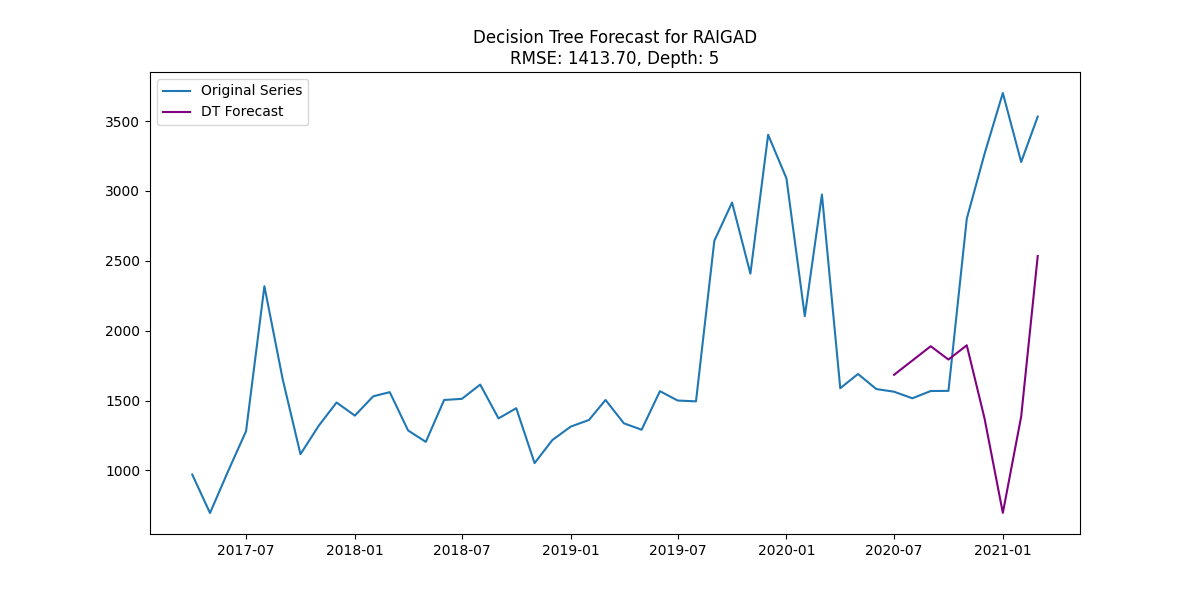 Decision Tree Forecast for RAIGAD
RMSE: 1413.70, Depth: 5
Original Series
DT Forecast
3500
3000
2500
2000
1500
1000
2017-07 2018-01 2018-07 2019-01 2019-07 2020-01 2020-07 2021-01